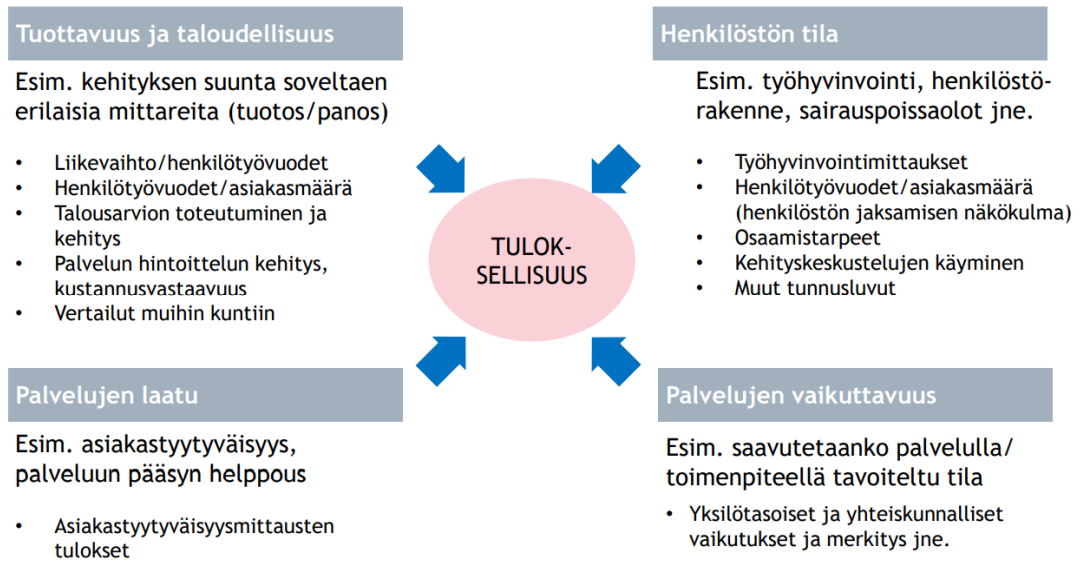 Tuottavuus ja taloudellisuus
Esim. kehityksen suunta soveltaen
erilaisia mittareita (tuotos/panos)
• Liikevaihto/henkilötyövuodet
• Henkilötyövuodet/asiakasmäärä
• Talousarvion toteutuminen ja
kehitys
• Palvelun hintoittelun kehitys,
kustannusvastaavuus
• Vertailut muihin kuntiin
Henkilöstön tila
Esim. työhyvinvointi, henkilöstö-
rakenne, sairauspoissaolot jne.
• Työhyvinvointimittaukset
• Henkilötyövuodet/asiakasmäärä
(henkilöstön jaksamisen näkökulma)
• Osaamistarpeet
• Kehityskeskustelujen käyminen
• Muut tunnusluvut
TULOK-
SELLISUUS
Palvelujen laatu
Esim. asiakastyytyväisyys,
palveluun pääsyn helppous
• Asiakastyytyväisyysmittausten
tulokset
Palvelujen vaikuttavuus
Esim. saavutetaanko palvelulla/
toimenpiteellä tavoiteltu tila
• Yksilötasoiset ja yhteiskunnalliset
vaikutukset ja merkitys jne.